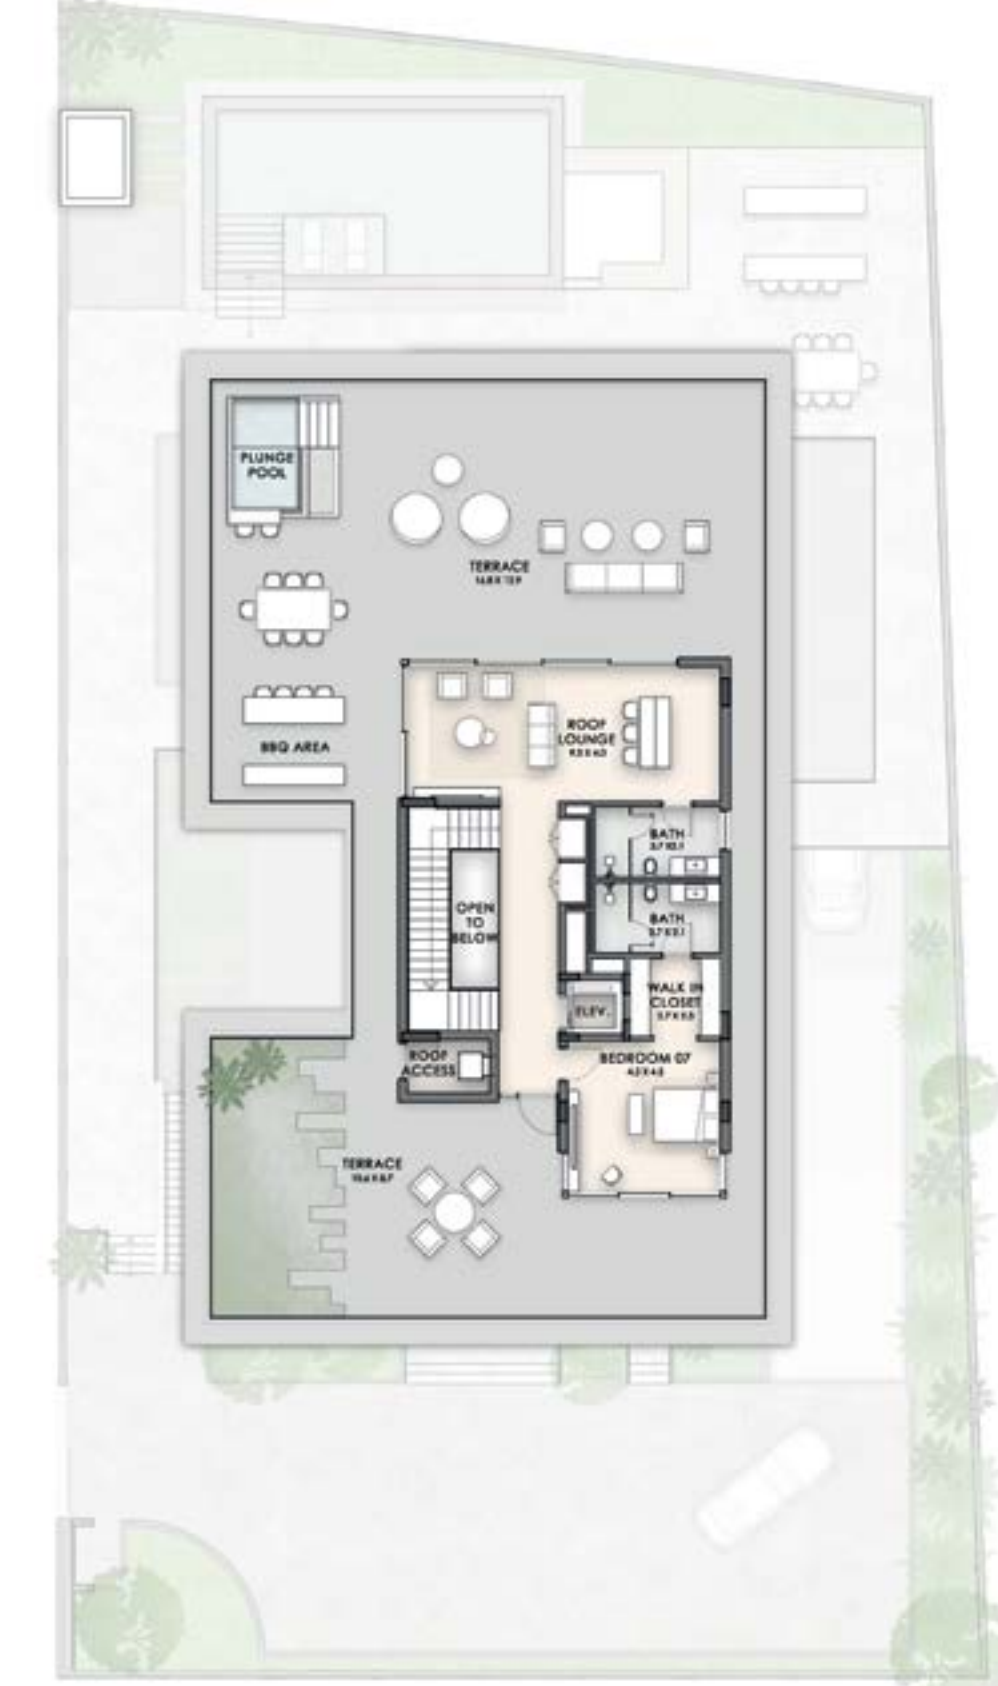 PLUNGE
POOL
TERRACE
BBQ AREA
ROOF
LOUNGE
BATH
OPEN
TO
BELOW
BATH
WALK IN
CLOSET
ELEV.
ROOF
ACCESS
BEDROOM 07
TERRACE